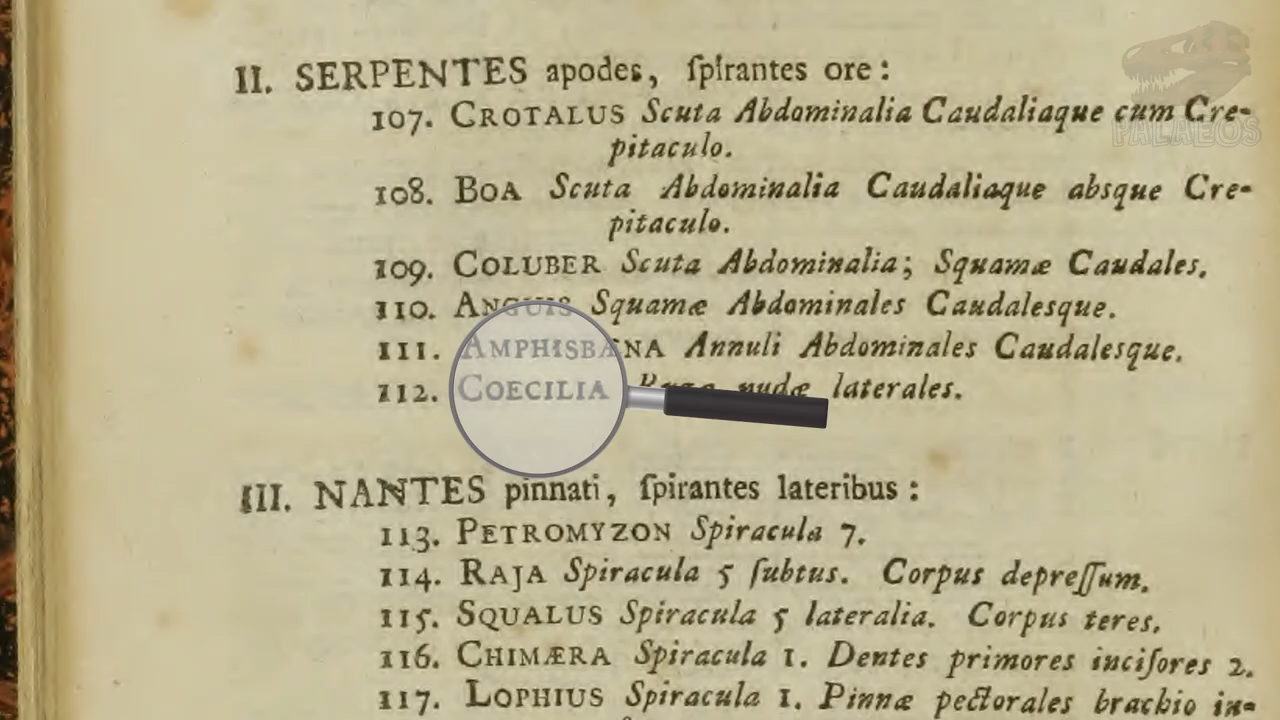 II. SERPENTES apodes, ſpirantes ore:
107. CROTALUS Scuta Abdominalia Caudaliaque cum Cre-
pitaculo.
108. BOA Scuta Abdominalia Caudaliaque absque Cre-
pitaculo.
109. COLUBER Scuta Abdominalia; Squamæ Caudales.
110. ANGUIS Squamæ Abdominales Caudalesque.
111. AMPHISBÆNA Annuli Abdominales Caudalesque.
112. COECILIA nudæ laterales.
III. NANTES pinnati, ſpirantes lateribus:
113. PETROMYZON Spiracula 7.
114. RAJA Spiracula 5 ſubtus. Corpus depreſſum.
115. SQUALUS Spiracula 5 lateralia. Corpus teres.
116. CHIMÆRA Spiracula 1. Dentes primores inciſores 2.
117. LOPHIUS Spiracula 1. Pinnæ pectorales brachio in-
PALAEOS